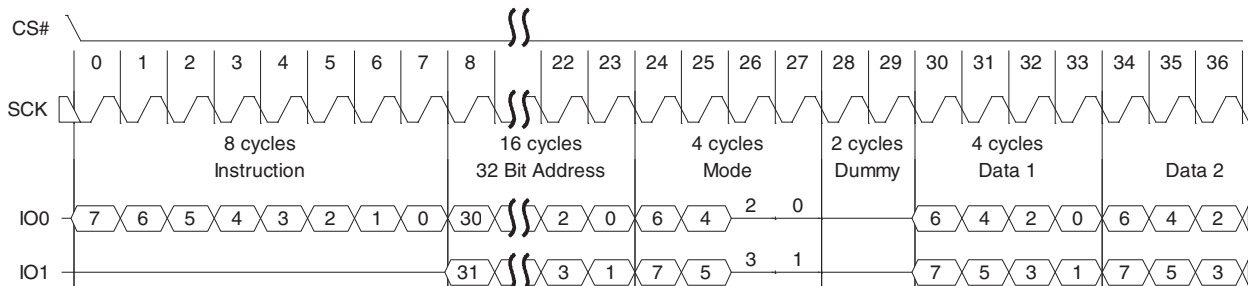 CS#
0 1 2 3 4 5 6 7 8 22 23 24 25 26 27 28 29 30 31 32 33 34 35 36
SCK
8 cycles 16 cycles 4 cycles 2 cycles 4 cycles
Instruction 32 Bit Address Mode Dummy Data 1 Data 2
IO0 7 6 5 4 3 2 1 0 30 2 0 6 4 2 0 6 4 2 0 6 4 2
IO1 31 3 1 7 5 3 1 7 5 3 1 7 5 3